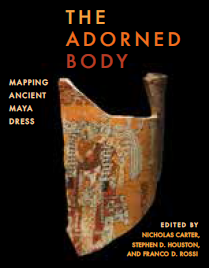 THE
ADORNED
BODY
MAPPING
ANCIENT
MAYA
DRESS
EDITED BY
NICHOLAS CARTER,
STEPHEN D. HOUSTON,
AND FRANCO D. ROSSI